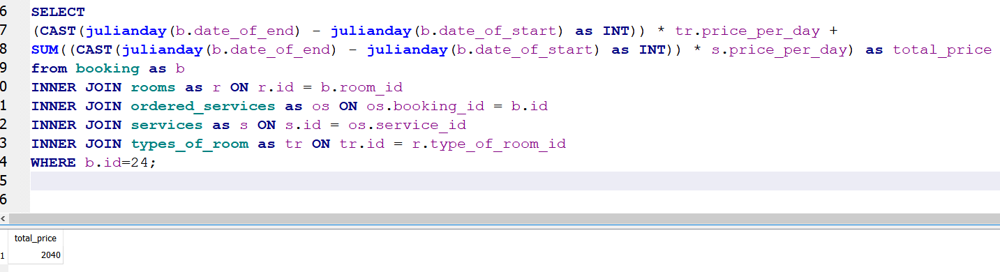 6 SELECT
7 (CAST(julianday(b.date_of_end) - julianday(b.date_of_start) as INT)) * tr.price_per_day +
8 SUM((CAST(julianday(b.date_of_end) - julianday(b.date_of_start) as INT)) * s.price_per_day) as total_price
9 from booking as b
0 INNER JOIN rooms as r ON r.id = b.room_id
1 INNER JOIN ordered_services as os ON os.booking_id = b.id
2 INNER JOIN services as s ON s.id = os.service_id
3 INNER JOIN types_of_room as tr ON tr.id = r.type_of_room_id
4 WHERE b.id=24;
5
6
total_price
1 2040